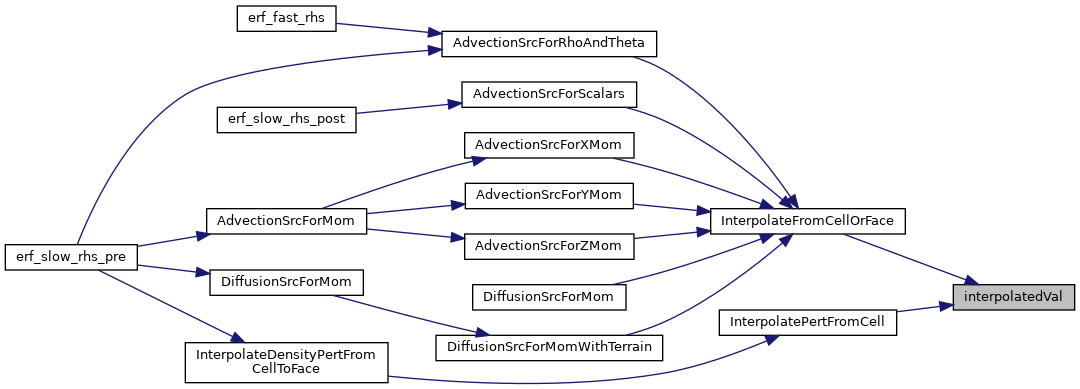 erf_fast_rhs
AdvectionSrcForRhoAndTheta
AdvectionSrcForScalars
erf_slow_rhs_post
AdvectionSrcForXMom
AdvectionSrcForYMom
AdvectionSrcForMom
InterpolateFromCellOrFace
AdvectionSrcForZMom
erf_slow_rhs_pre
DiffusionSrcForMom
DiffusionSrcForMom
interpolatedVal
InterpolatePertFromCell
DiffusionSrcForMomWithTerrain
InterpolateDensityPertFrom
CellToFace